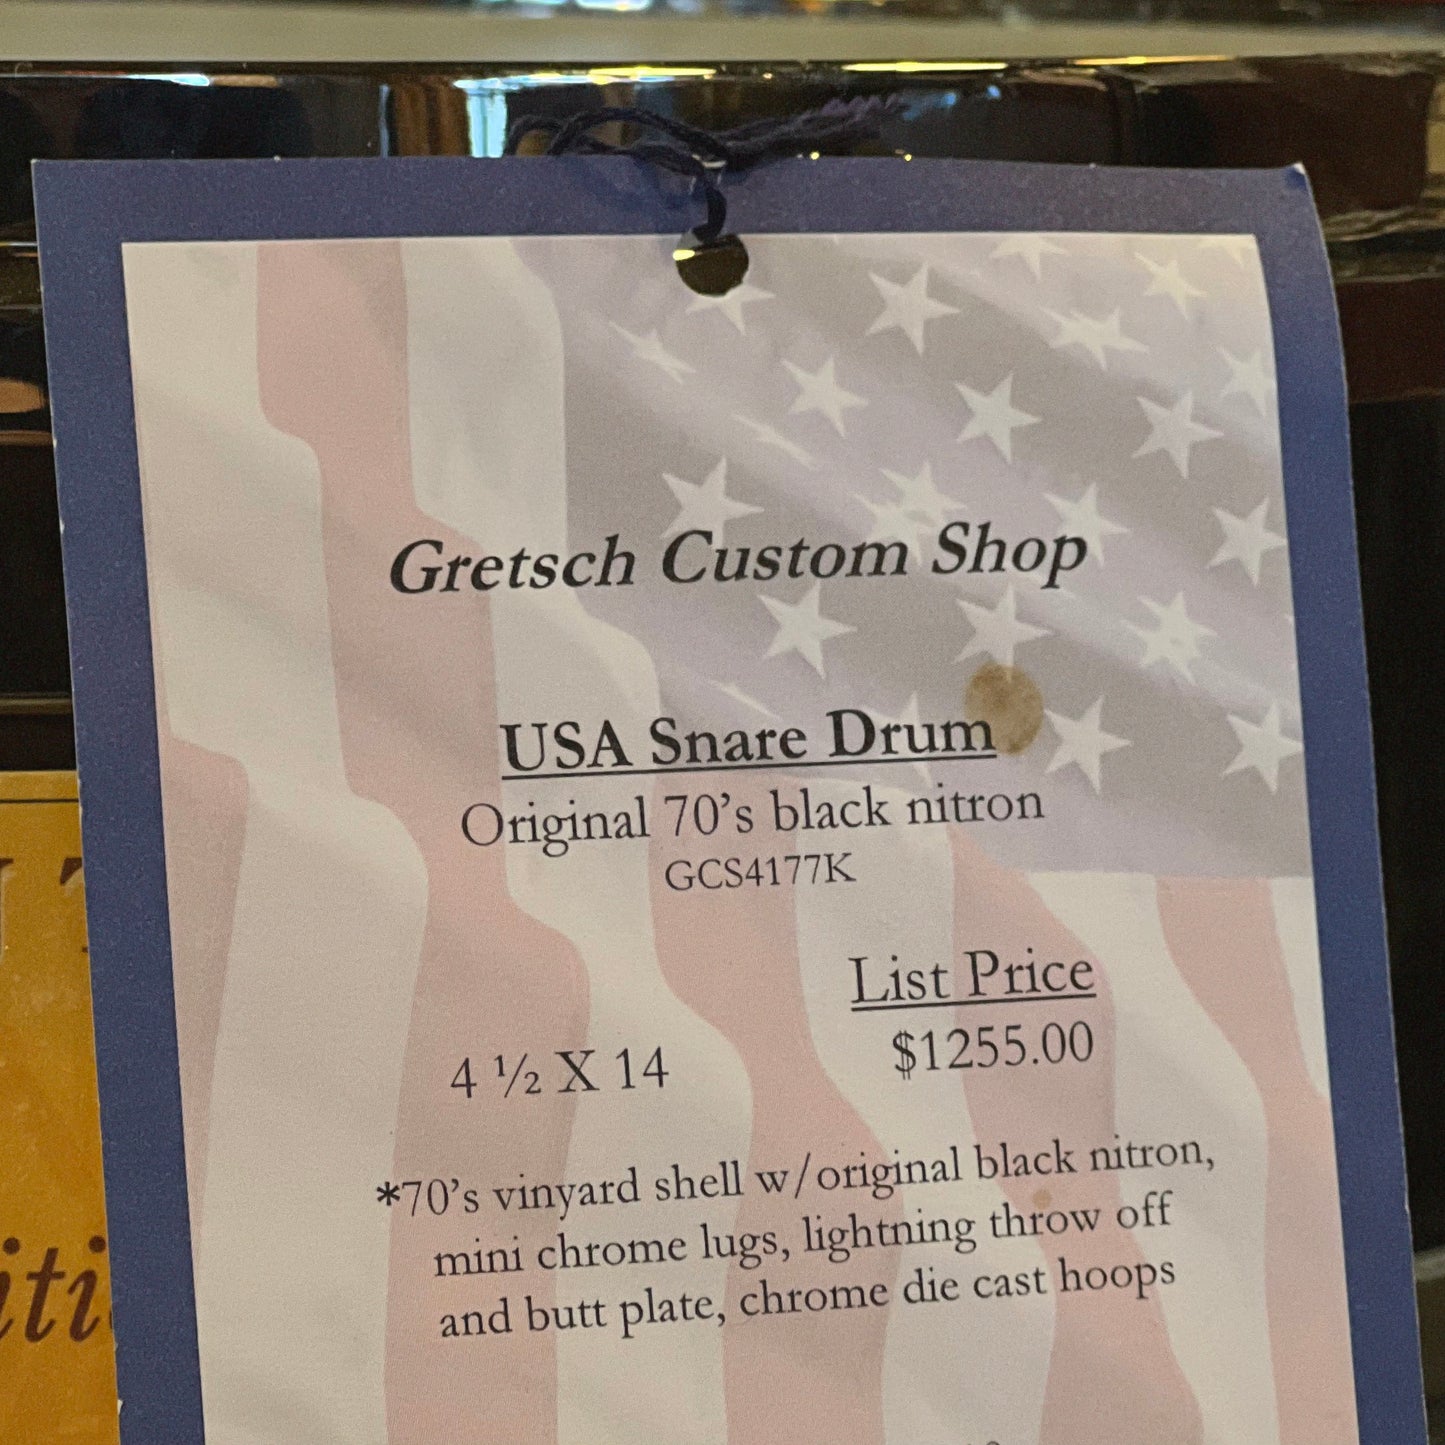 Gretsch Custom Shop
USA Snare Drum
Original 70's black nitron
GCS4177K
List Price
4 ½ X 14 $1255.00
*70's vinyard shell w/original black nitron,
mini chrome lugs, lightning throw off
and butt plate, chrome die cast hoops